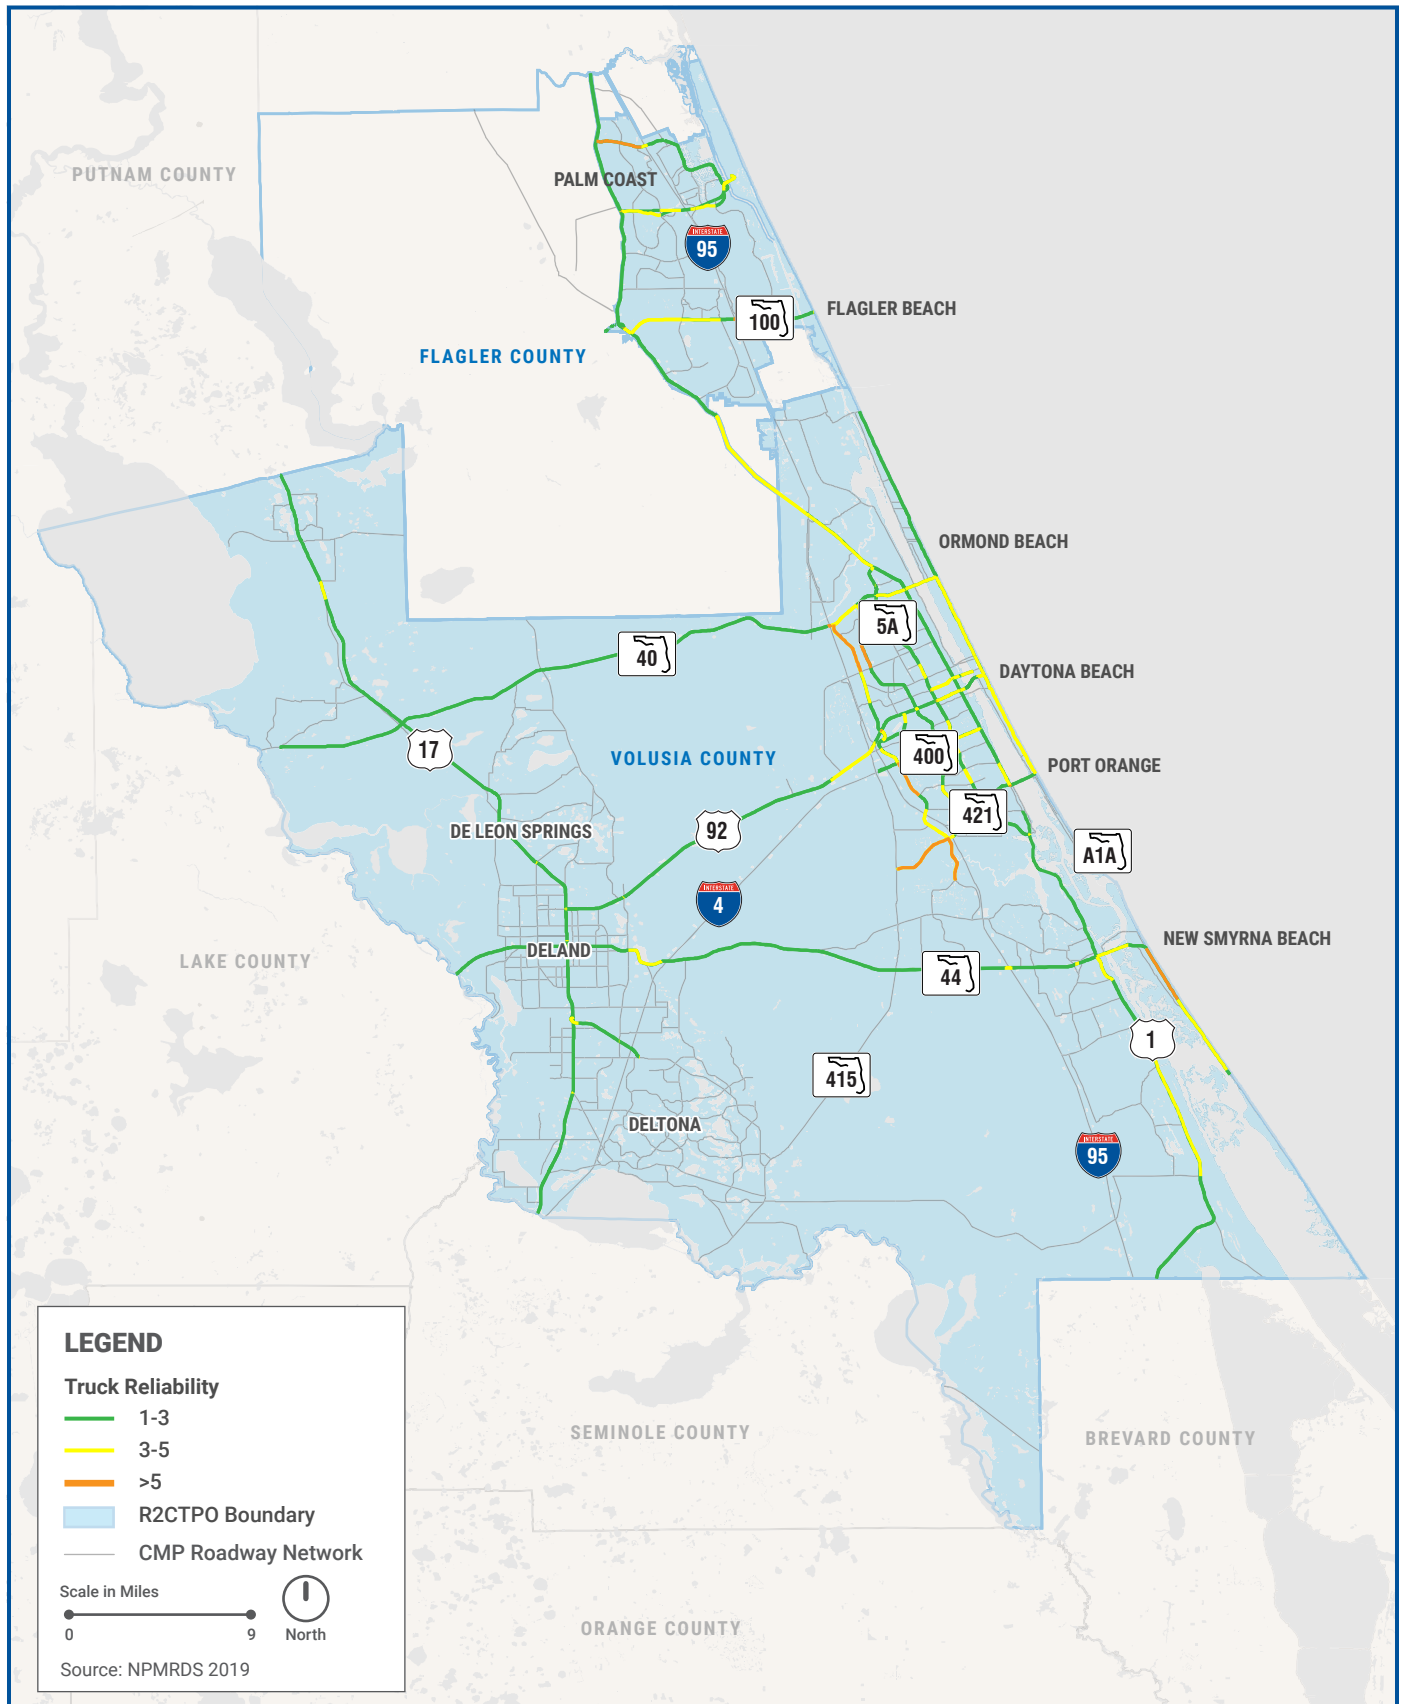 PUTNAM COUNTY
PALM COAST
INTERSTATE
95
100
FLAGLER BEACH
FLAGLER COUNTY
ORMOND BEACH
5A
40
DAYTONA BEACH
17
VOLUSIA COUNTY
400
PORT ORANGE
421
DE LEON SPRINGS
92
A1A
INTERSTATE
4
NEW SMYRNA BEACH
DELAND
LAKE COUNTY
44
1
415
DELTONA
INTERSTATE
95
SEMINOLE COUNTY
BREVARD COUNTY
ORANGE COUNTY
LEGEND
Truck Reliability
1-3
3-5
>5
R2CTPO Boundary
CMP Roadway Network
Scale in Miles
0 9 North
Source: NPMRDS 2019